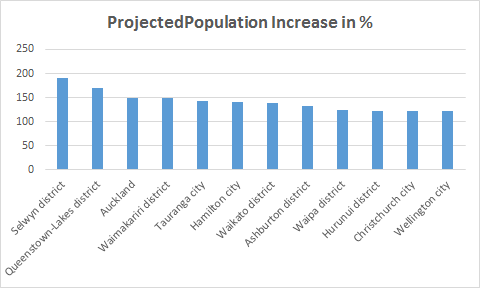 ProjectedPopulation Increase in %
250
200
150
100
50
0
Selwyn district
Queenstown-Lakes district
Auckland
Waimakariri district
Tauranga city
Hamilton city
Waikato district
Ashburton district
Waipa district
Hurunui district
Christchurch city
Wellington city